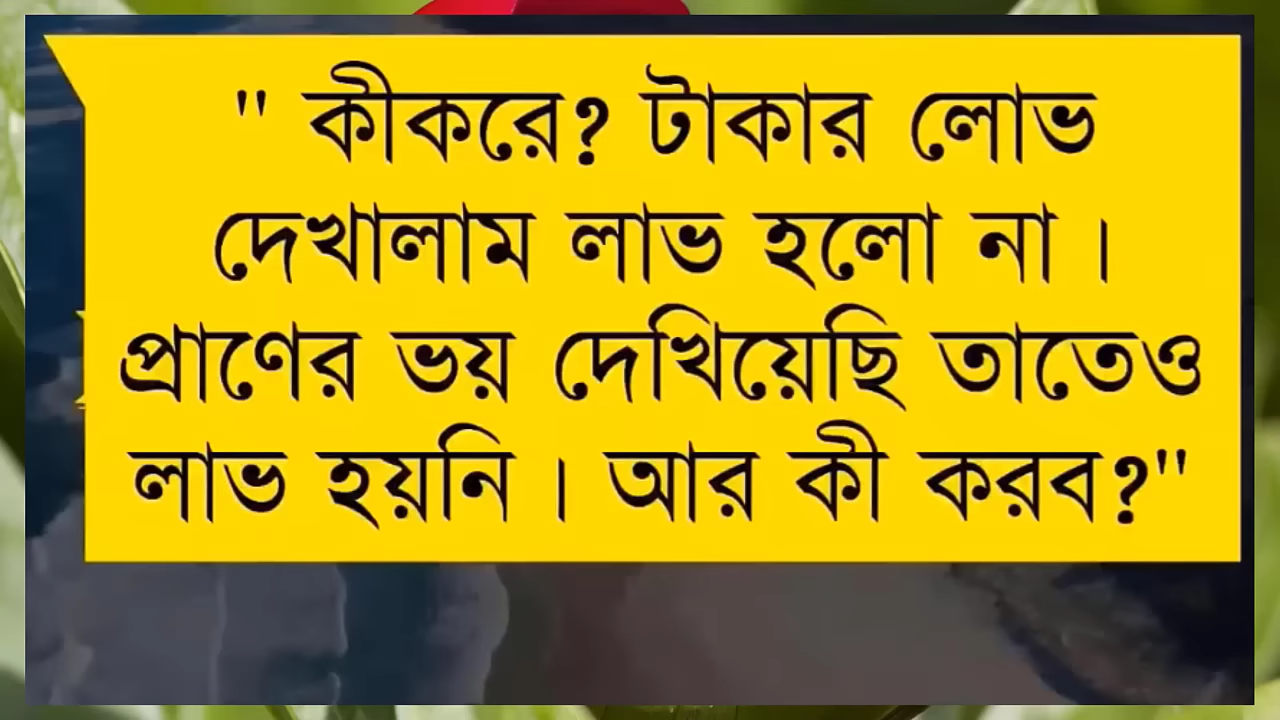 " কীকরে? টাকার লোভ
দেখালাম লাভ হলো না ।
প্রাণের ভয় দেখিয়েছি তাতেও
লাভ হয়নি । আর কী করব?"